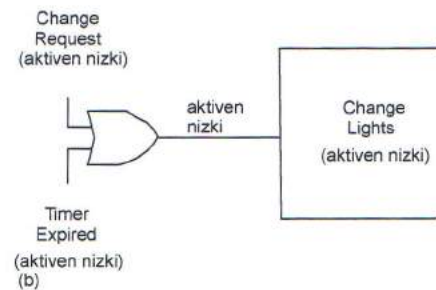 Change
Request
(aktiven nizki)
aktiven
nizki
Change
Lights
(aktiven nizki)
Timer
Expired
(aktiven nizki)
(b)